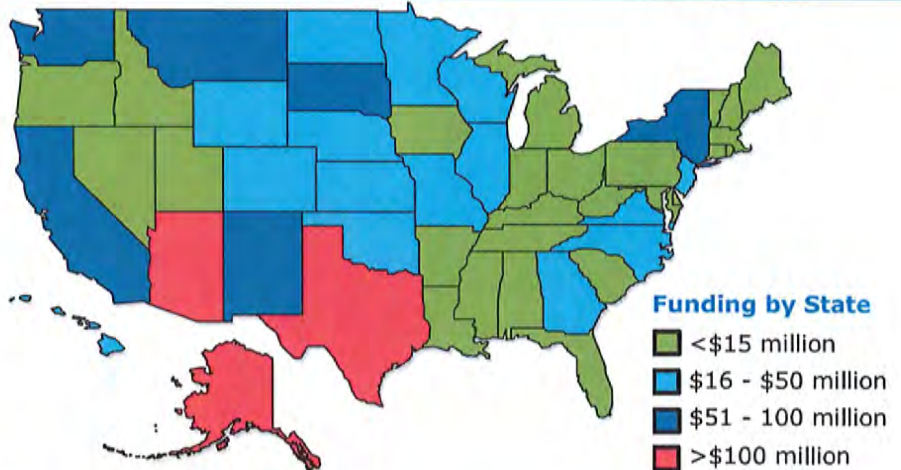 Funding by State
<$15 million
$16 - $50 million
$51 - 100 million
>$100 million